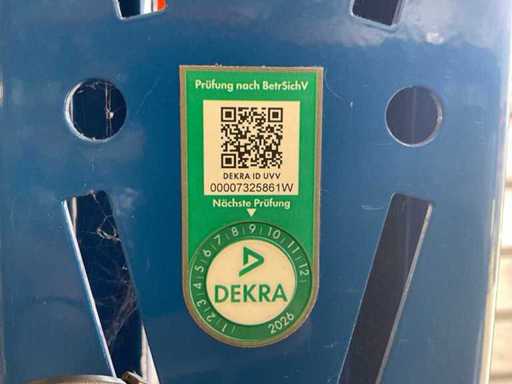 Prüfung nach BetrSichV
DEKRA ID UVV
00007325861W
Nächste Prüfung
1 2 3 4 5 6 7 8 9 10 11 12
DEKRA
2026